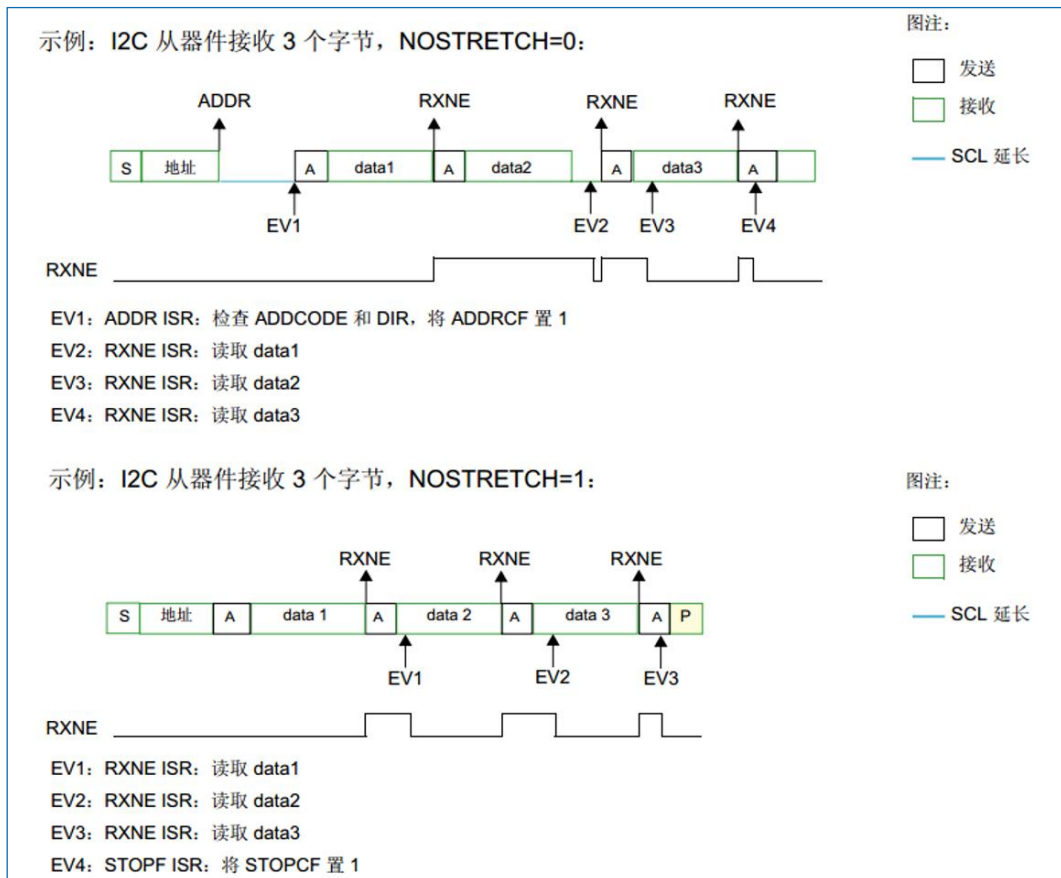 示例：I2C 从器件接收 3 个字节，NOSTRETCH=0：
图注：
发送
接收
SCL 延长
ADDR RXNE RXNE RXNE
S 地址 A data1 A data2 A data3 A
EV1 EV2 EV3 EV4
RXNE
EV1：ADDR ISR：检查 ADDCODE 和 DIR，将 ADDRCF 置 1
EV2：RXNE ISR：读取 data1
EV3：RXNE ISR：读取 data2
EV4：RXNE ISR：读取 data3
示例：I2C 从器件接收 3 个字节，NOSTRETCH=1：
图注：
发送
接收
SCL 延长
RXNE RXNE RXNE
S 地址 A data 1 A data 2 A data 3 A P
EV1 EV2 EV3
RXNE
EV1：RXNE ISR：读取 data1
EV2：RXNE ISR：读取 data2
EV3：RXNE ISR：读取 data3
EV4：STOPF ISR：将 STOPCF 置 1